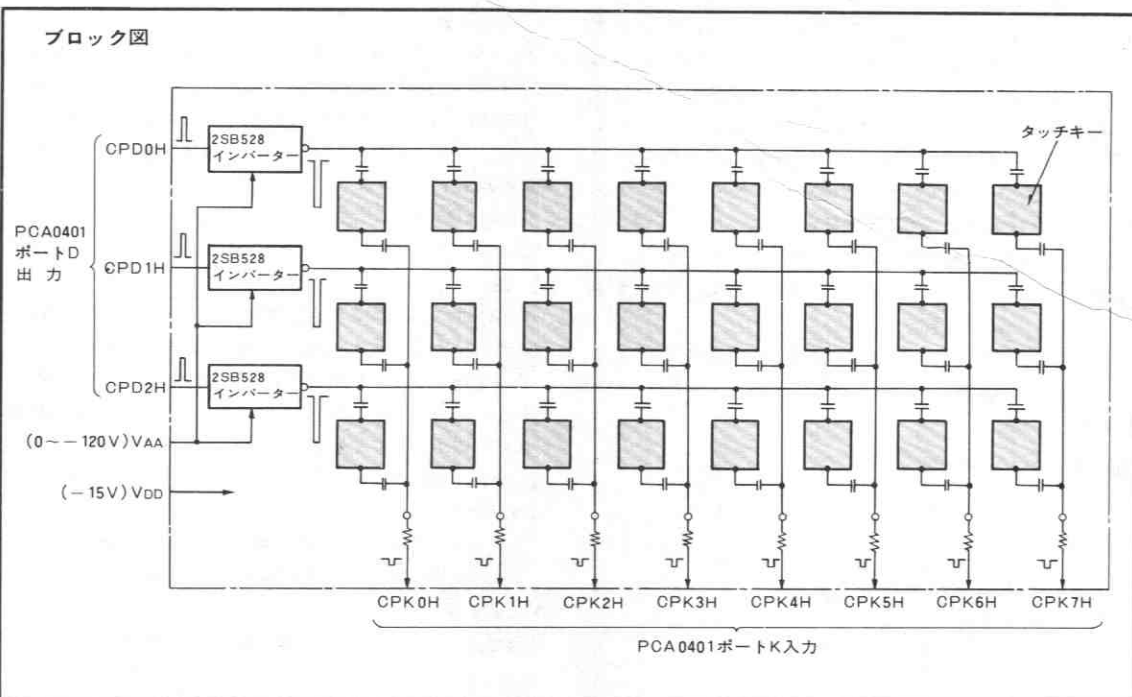 ブロック図
タッチキー
CPD0H
2SB528
インバーター
PCA0401
ポートD
出力
CPD1H
2SB528
インバーター
CPD2H
2SB528
インバーター
(0～-120V)VAA
(-15V)VDD
CPK0H CPK1H CPK2H CPK3H CPK4H CPK5H CPK6H CPK7H
PCA0401ポートK入力